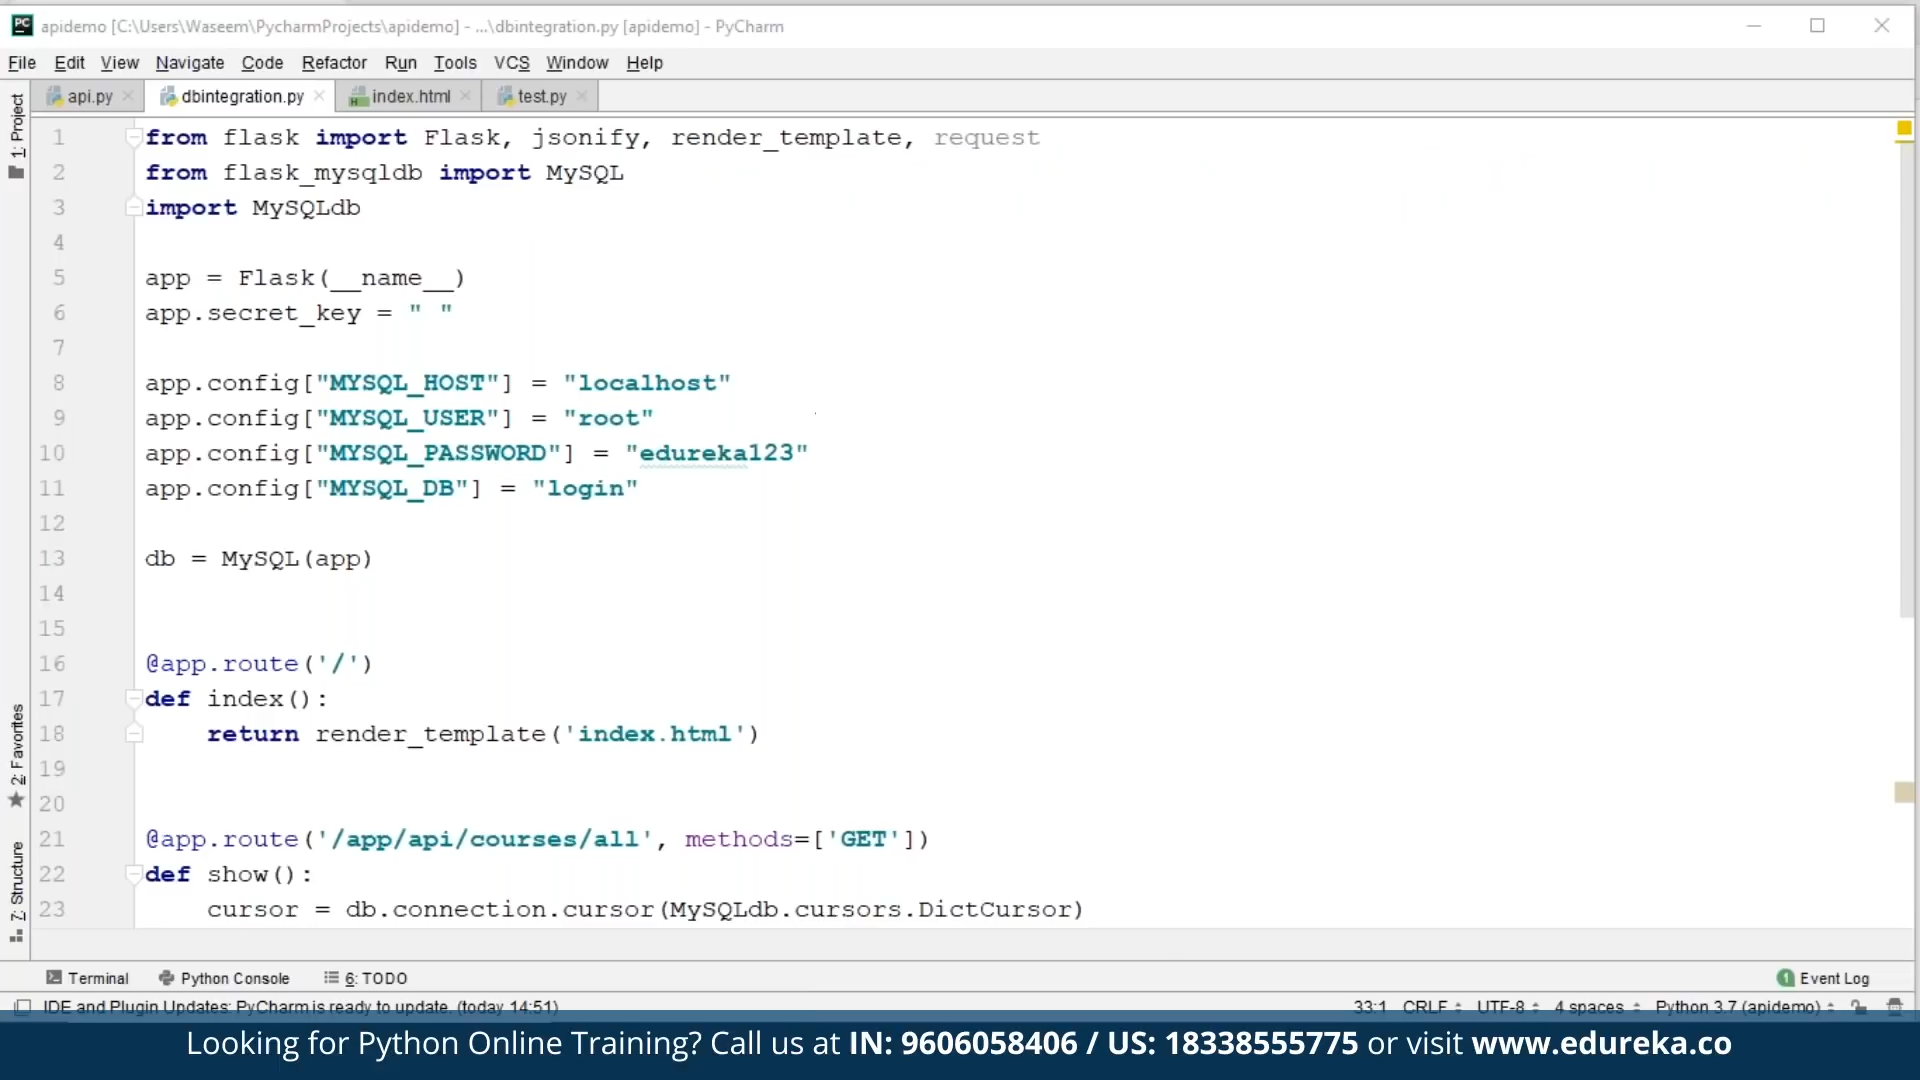 apidemo [C:\Users\Waseem\PycharmProjects\apidemo] - ...\dbintegration.py [apidemo] - PyCharm
File Edit View Navigate Code Refactor Run Tools VCS Window Help
api.py dbintegration.py index.html test.py
1: Project
2: Favorites
7: Structure
1 from flask import Flask, jsonify, render_template, request
2 from flask_mysqldb import MySQL
3 import MySQLdb
4
5 app = Flask(__name__)
6 app.secret_key = " "
7
8 app.config["MYSQL_HOST"] = "localhost"
9 app.config["MYSQL_USER"] = "root"
10 app.config["MYSQL_PASSWORD"] = "edureka123"
11 app.config["MYSQL_DB"] = "login"
12
13 db = MySQL(app)
14
15
16 @app.route('/')
17 def index():
18     return render_template('index.html')
19
20
21 @app.route('/app/api/courses/all', methods=['GET'])
22 def show():
23     cursor = db.connection.cursor(MySQLdb.cursors.DictCursor)
Terminal Python Console 6: TODO 1 Event Log
IDE and Plugin Updates: PyCharm is ready to update. (today 14:51) 33:1 CRLF UTF-8 4 spaces Python 3.7 (apidemo)
Looking for Python Online Training? Call us at IN: 9606058406 / US: 18338555775 or visit www.edureka.co